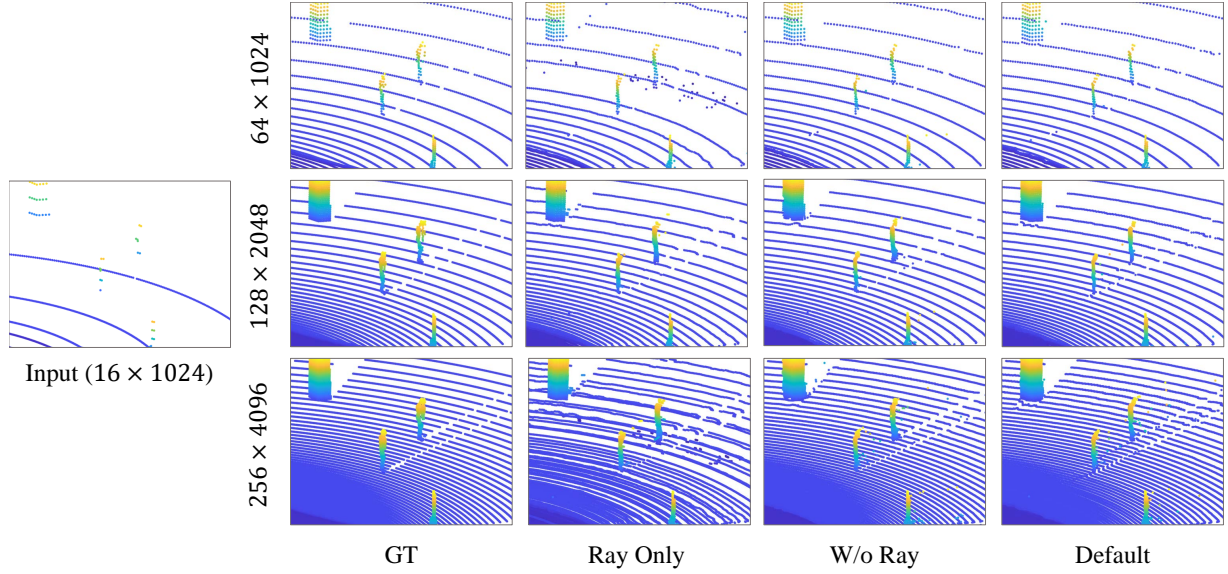 64 × 1024
128 × 2048
Input (16 × 1024)
256 × 4096
GT
Ray Only
W/o Ray
Default